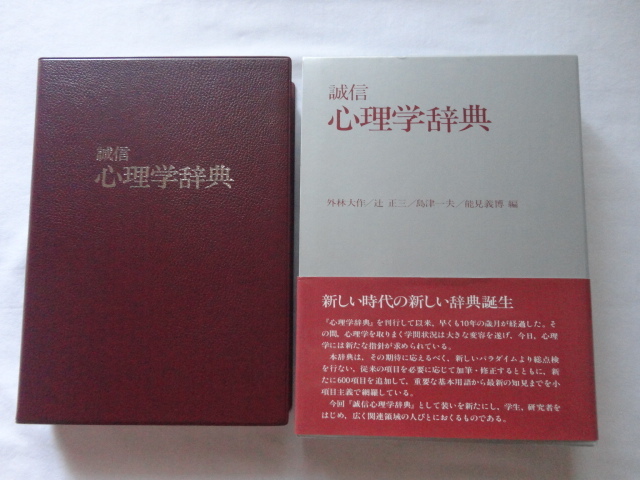 誠信
心理学辞典
誠信
心理学辞典
外林大作/辻 正三/島津一夫/能見義博 編
新しい時代の新しい辞典誕生
『心理学辞典』を刊行して以来、早くも10年の歳月が経過した。そ
の間、心理学を取りまく学問状況は大きな変容を遂げ、今日、心理
学には新たな指針が求められている。
本辞典は、その期待に応えるべく、新しいパラダイムより総点検
を行ない、従来の項目を必要に応じて加筆・修正するとともに、新
たに600項目を追加して、重要な基本用語から最新の知見までを小
項目主義で網羅している。
今回『誠信心理学辞典』として装いを新たにし、学生、研究者を
はじめ、広く関連領域の人びとにおくるものである。